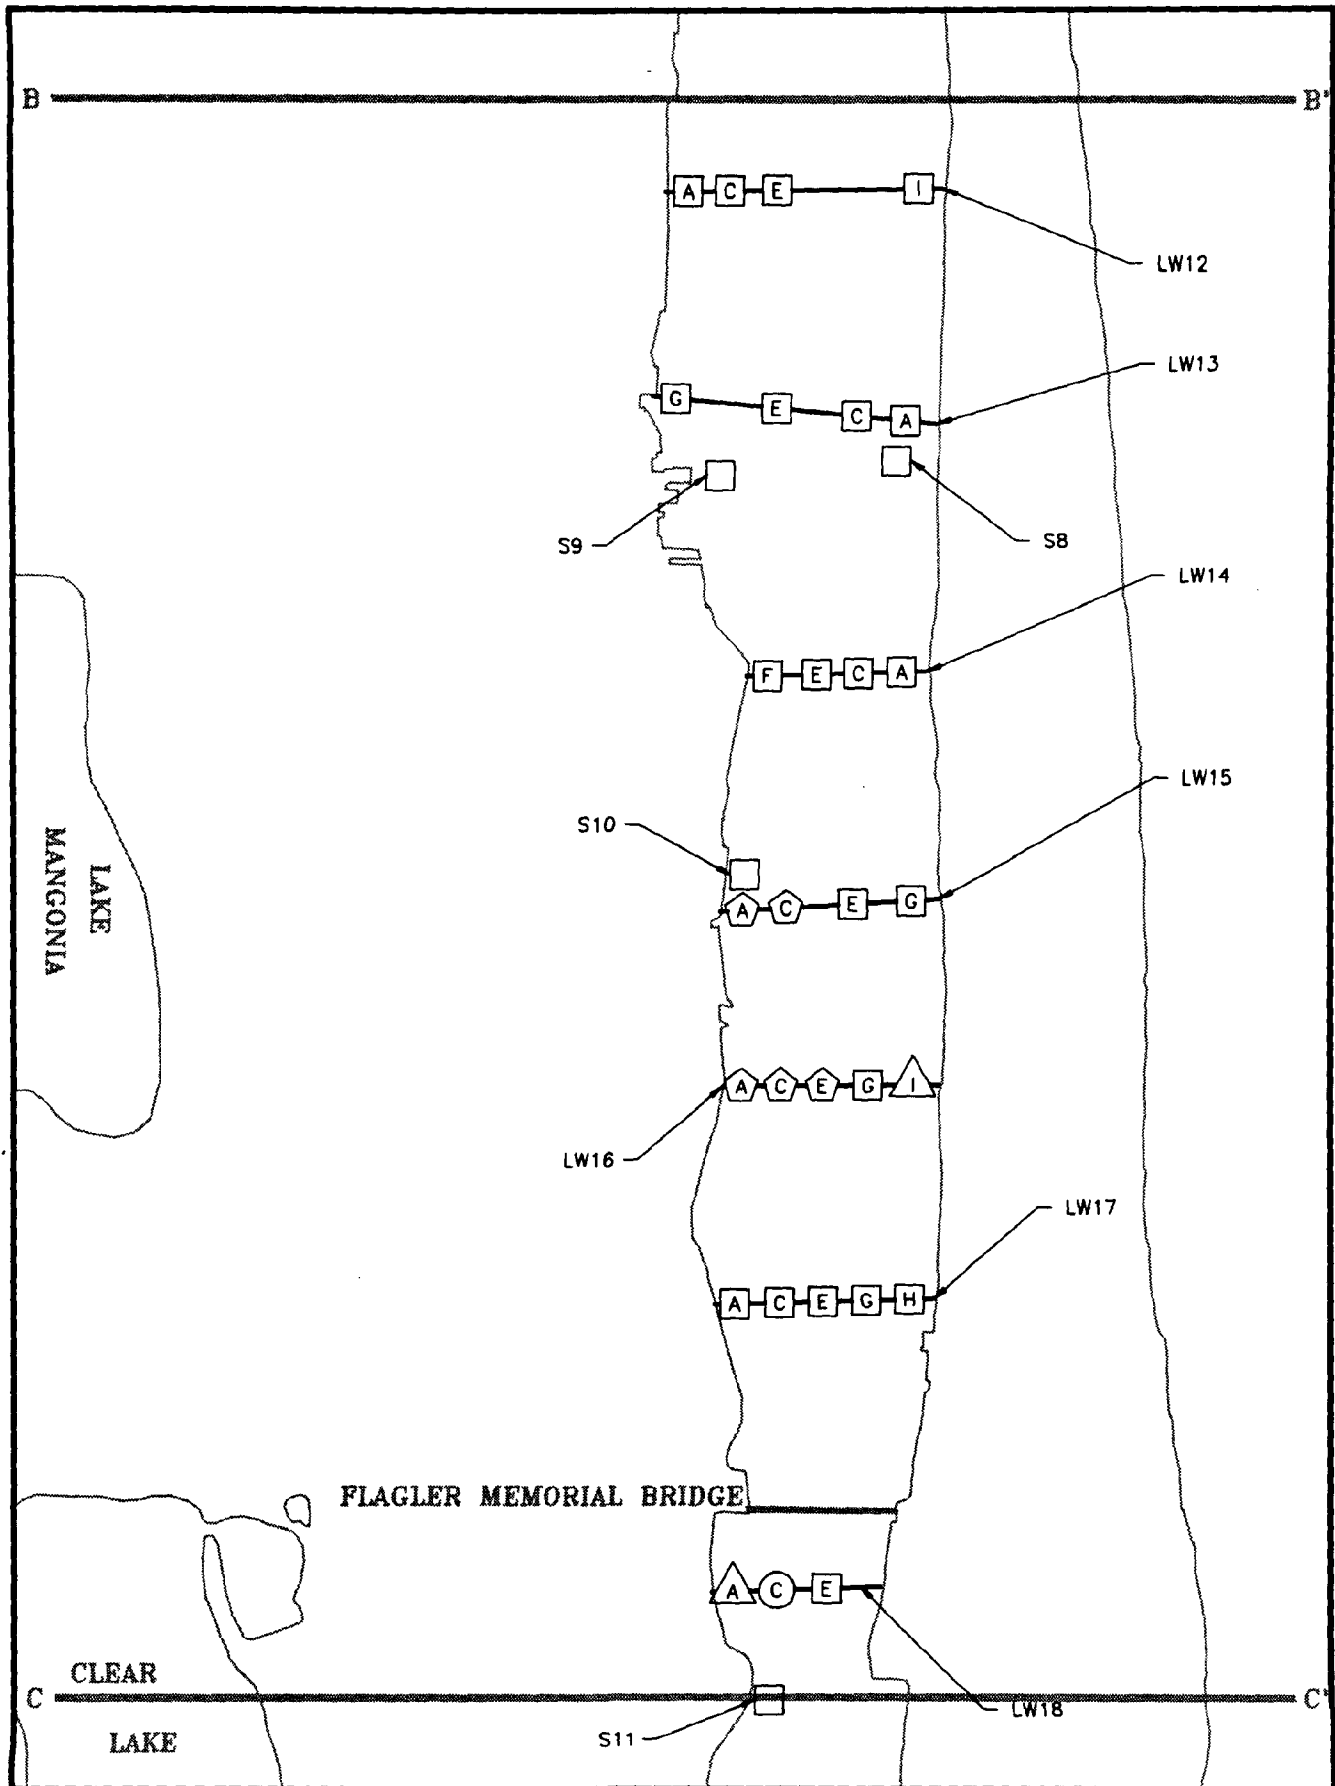 B B'
A C E I
LW12
LW13
G E C A
S9 S8
LW14
F E C A
LW15
S10
LAKE
MANGONIA
A C E G
A C E G I
LW16
LW17
A C E G H
FLAGLER MEMORIAL BRIDGE
A C E
CLEAR
C C'
LW18
S11
LAKE